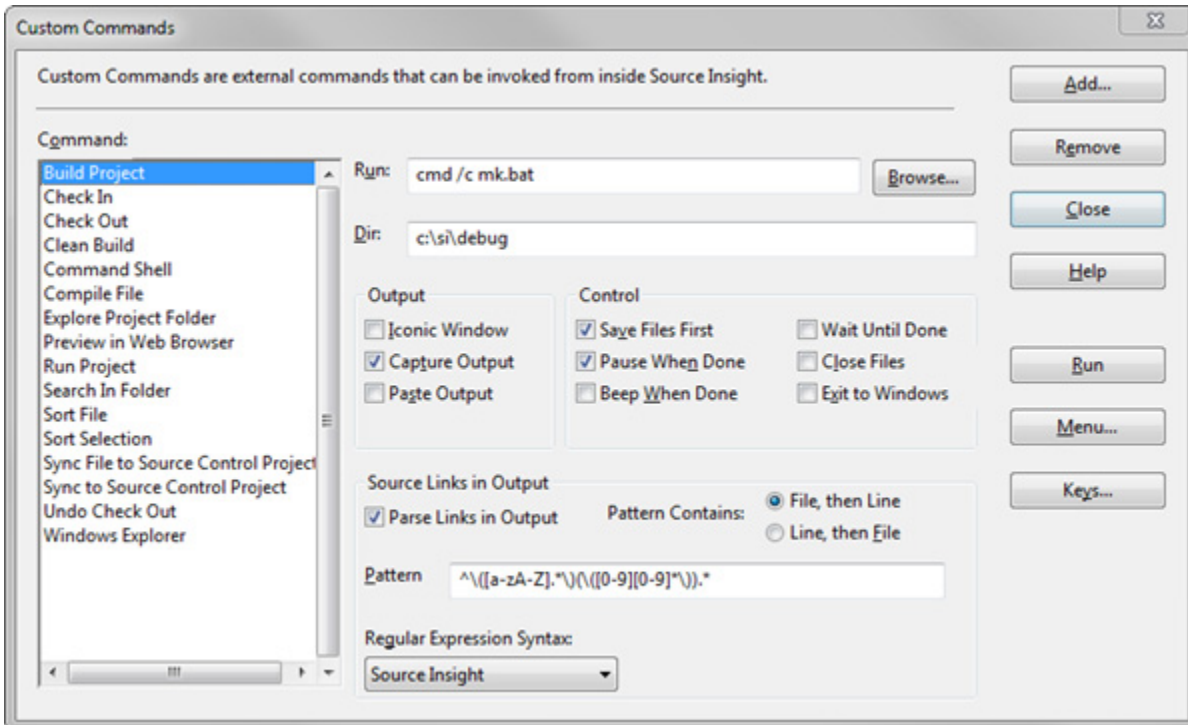 Custom Commands
Custom Commands are external commands that can be invoked from inside Source Insight.
Command:
Build Project
Check In
Check Out
Clean Build
Command Shell
Compile File
Explore Project Folder
Preview in Web Browser
Run Project
Search In Folder
Sort File
Sort Selection
Sync File to Source Control Project
Sync to Source Control Project
Undo Check Out
Windows Explorer
Run: cmd /c mk.bat Browse...
Dir: c:\si\debug
Output
Iconic Window
Capture Output
Paste Output
Control
Save Files First Wait Until Done
Pause When Done Close Files
Beep When Done Exit to Windows
Source Links in Output
Parse Links in Output Pattern Contains: File, then Line
Line, then File
Pattern ^\([a-zA-Z].*\)(\([0-9][0-9]*\)).*
Regular Expression Syntax:
Source Insight
Add...
Remove
Close
Help
Run
Menu...
Keys...